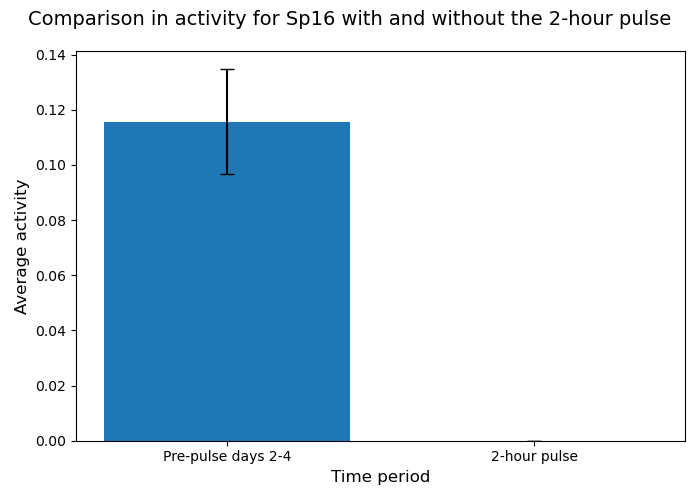 Comparison in activity for Sp16 with and without the 2-hour pulse
0.14
0.12
0.10
0.08
0.06
0.04
0.02
0.00
Average activity
Pre-pulse days 2-4
2-hour pulse
Time period